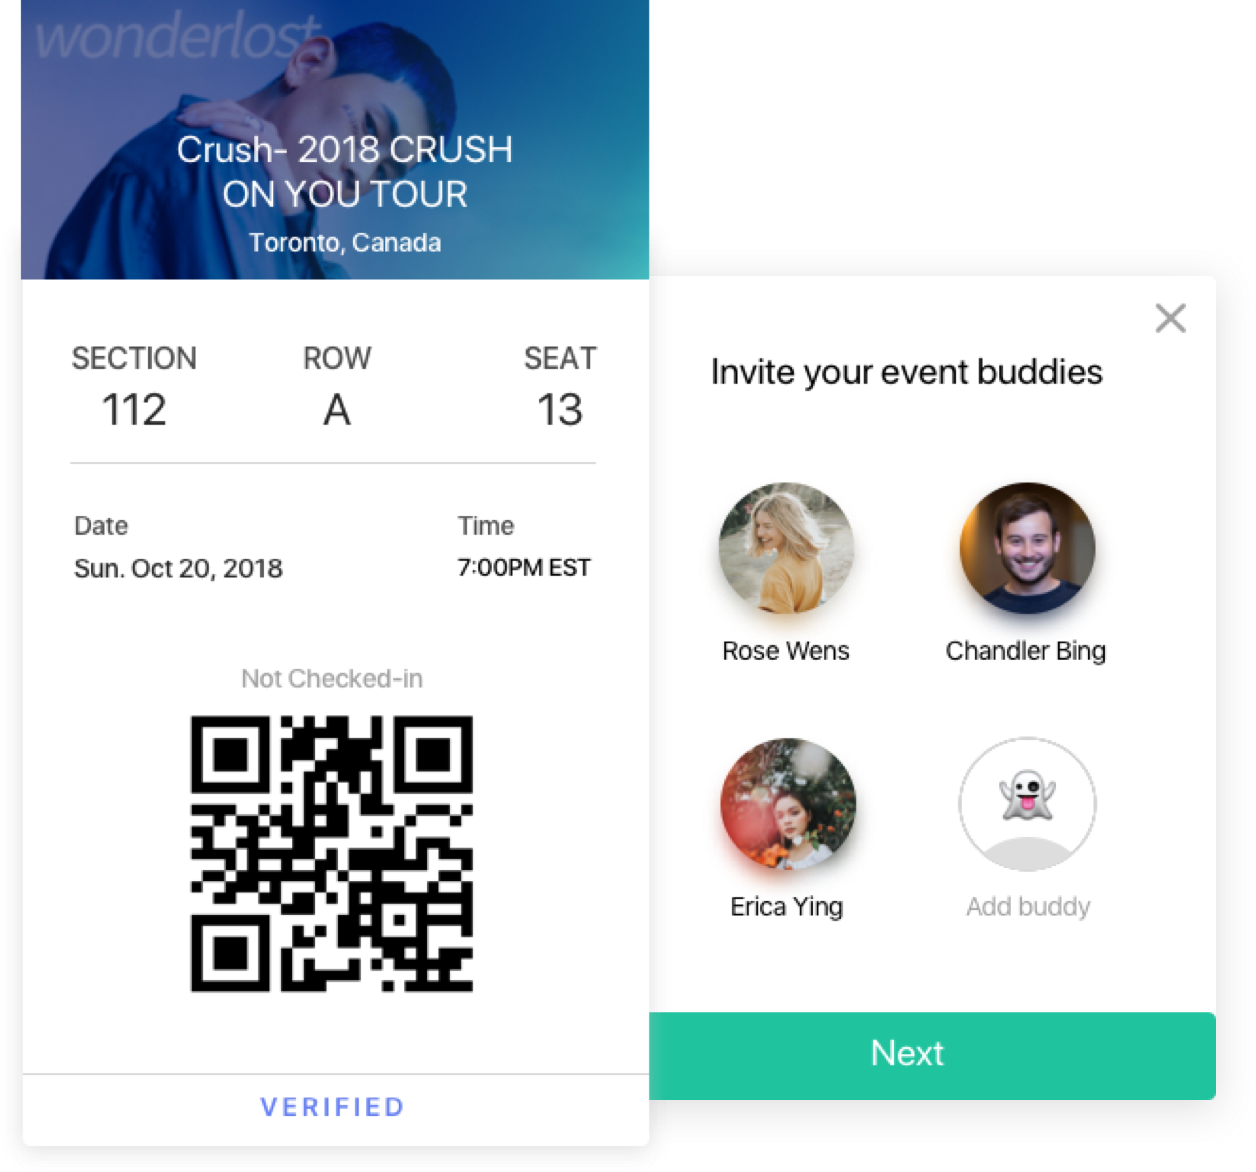 wonderlost
Crush- 2018 CRUSH
ON YOU TOUR
Toronto, Canada
SECTION ROW SEAT
112 A 13
Date Time
Sun. Oct 20, 2018 7:00PM EST
Not Checked-in
VERIFIED
Invite your event buddies
Rose Wens Chandler Bing
Erica Ying Add buddy
Next